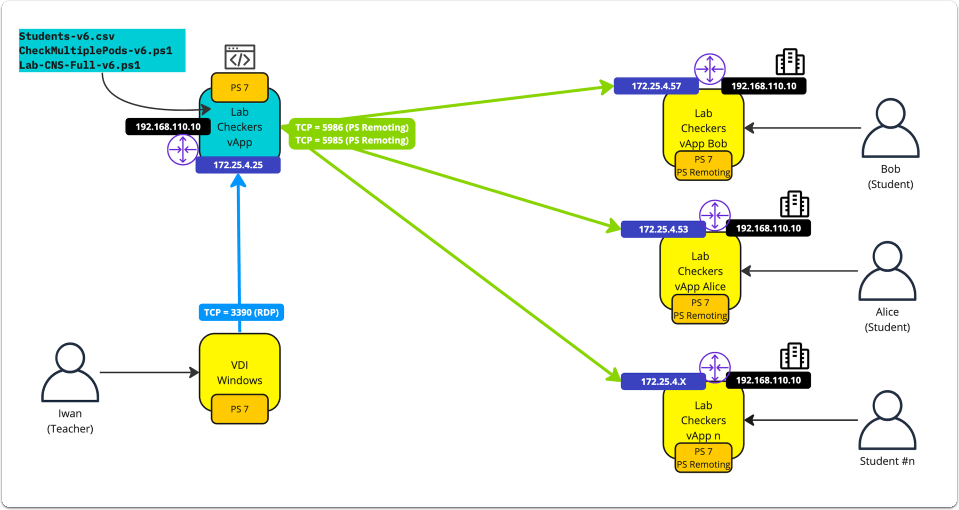 Students-v6.csv
CheckMultiplePods-v6.ps1
Lab-CNS-Full-v6.ps1
PS 7
Lab
Checkers
vApp
192.168.110.10
172.25.4.25
TCP = 5986 (PS Remoting)
TCP = 5985 (PS Remoting)
172.25.4.57
192.168.110.10
Lab
Checkers
vApp Bob
PS 7
PS Remoting
Bob
(Student)
172.25.4.53
192.168.110.10
Lab
Checkers
vApp Alice
PS 7
PS Remoting
Alice
(Student)
TCP = 3390 (RDP)
VDI
Windows
PS 7
Iwan
(Teacher)
172.25.4.X
192.168.110.10
Lab
Checkers
vApp n
PS 7
PS Remoting
Student #n